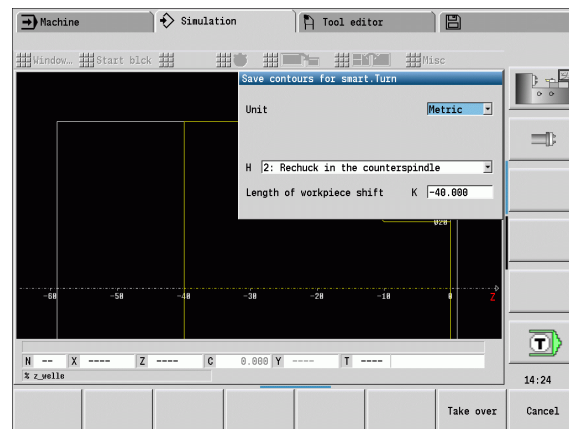 Machine
Simulation
Tool editor
Window…
Start blck
Misc
Save contours for smart.Turn
Unit
Metric
H 2: Rechuck in the counterspindle
Length of workpiece shift K -40.000
020
-60 -50 -40 -30 -20 -10 0 Z
N -- X ---- Z ---- C 0.000 Y ---- T ----
% z_welle
T
14:24
Take over
Cancel